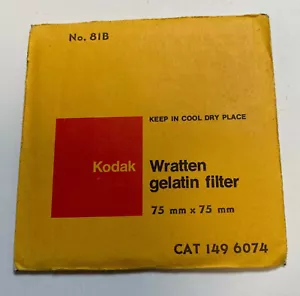 No. 81B
KEEP IN COOL DRY PLACE
Kodak
Wratten
gelatin filter
75 mm x 75 mm
CAT 149 6074